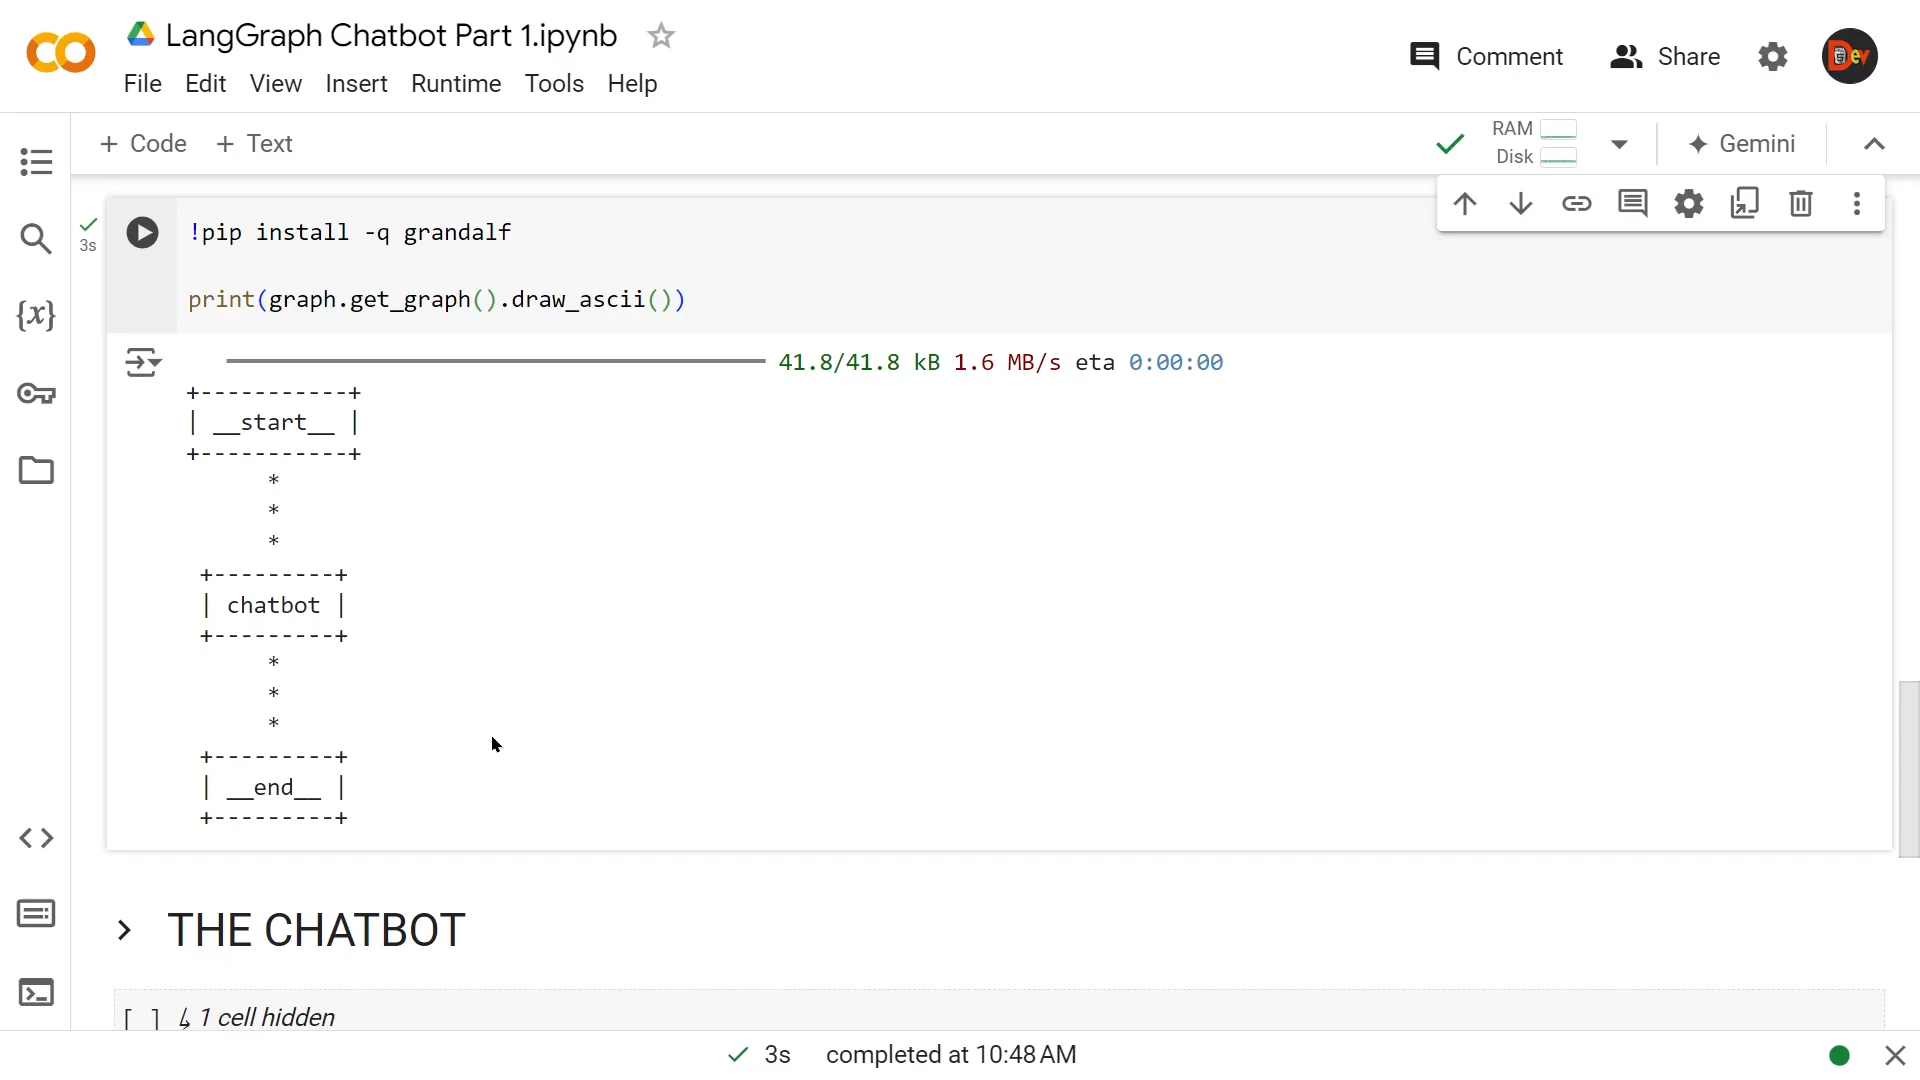 LangGraph Chatbot Part 1.ipynb
File Edit View Insert Runtime Tools Help
Comment
Share
Dev
+ Code + Text
RAM
Disk
Gemini
{x}
3s
!pip install -q grandalf
print(graph.get_graph().draw_ascii())
41.8/41.8 kB 1.6 MB/s eta 0:00:00
+-----------+
| __start__ |
+-----------+
*
*
*
+---------+
| chatbot |
+---------+
*
*
*
+---------+
| __end__ |
+---------+
THE CHATBOT
[ ] ↳ 1 cell hidden
3s completed at 10:48 AM